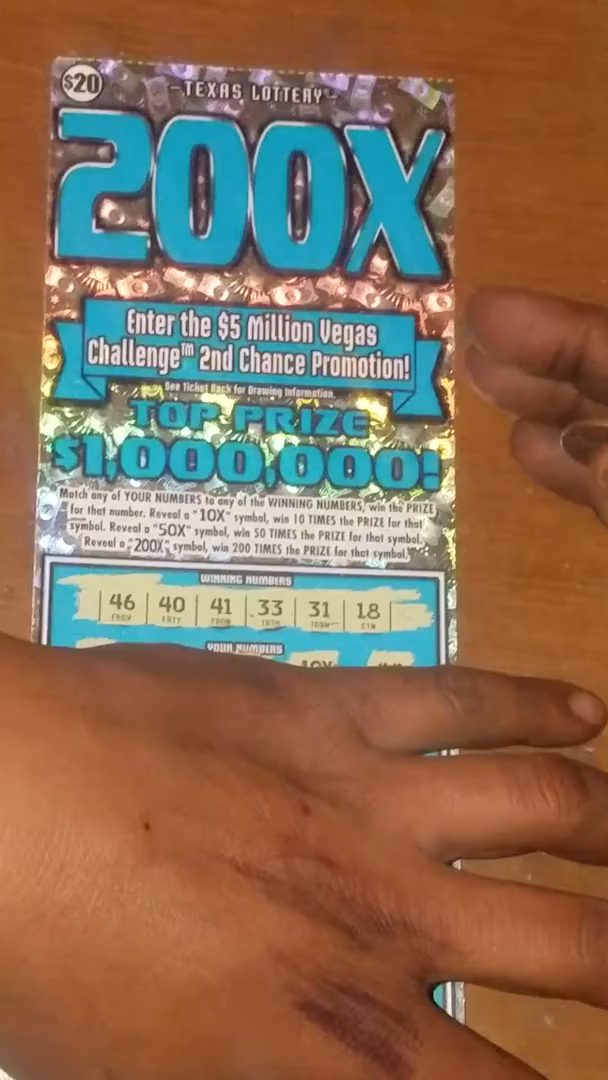 $20
TEXAS LOTTERY
200X
Enter the $5 Million Vegas
Challenge™ 2nd Chance Promotion!
See Ticket Back for Drawing Information.
TOP PRIZE
$1,000,000!
Match any of YOUR NUMBERS to any of the WINNING NUMBERS, win the PRIZE
for that number. Reveal a "10X" symbol, win 10 TIMES the PRIZE for that
symbol. Reveal a "50X" symbol, win 50 TIMES the PRIZE for that symbol.
Reveal a "200X" symbol, win 200 TIMES the PRIZE for that symbol.
WINNING NUMBERS
46 40 41 33 31 18
YOUR NUMBERS
10X